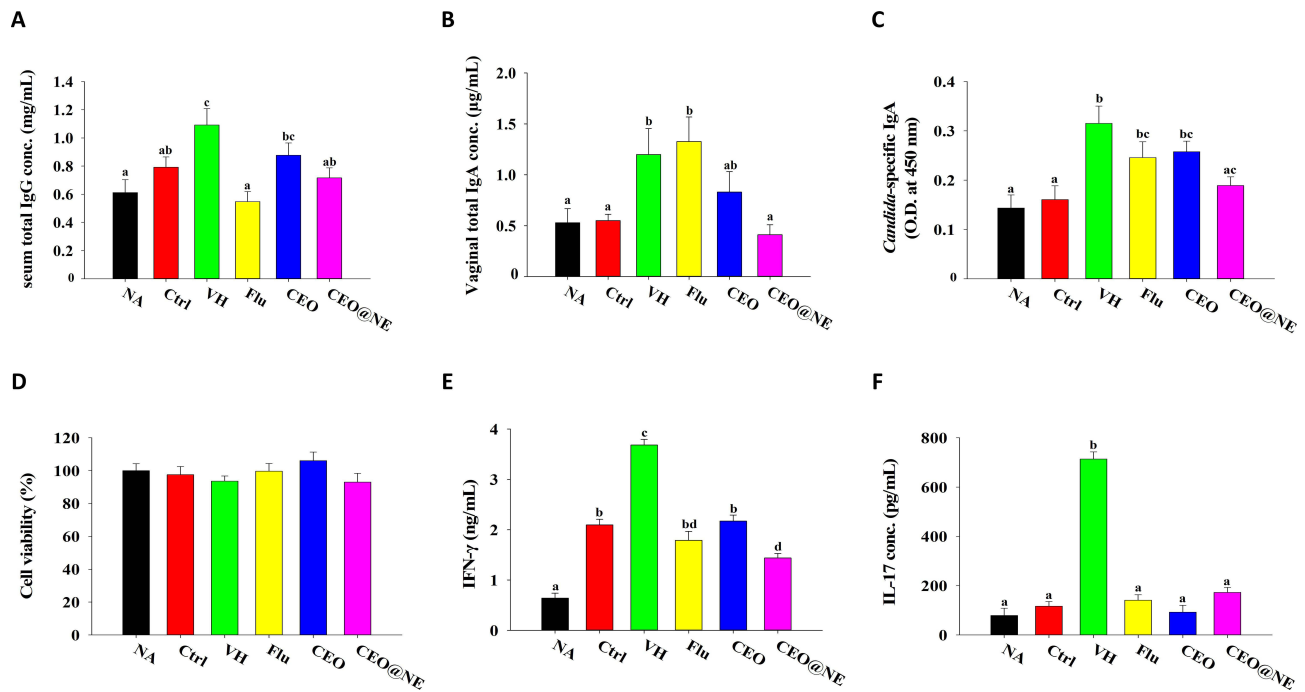 A
seum total IgG conc. (mg/mL)
1.4
1.2
1.0
0.8
0.6
0.4
0.2
0
a
ab
c
a
bc
ab
NA
Ctrl
VH
Flu
CEO
CEO@NE
B
Vaginal total IgA conc. (µg/mL)
2.0
1.5
1.0
0.5
0
a
a
b
b
ab
a
NA
Ctrl
VH
Flu
CEO
CEO@NE
C
Candida-specific IgA
(O.D. at 450 nm)
0.4
0.3
0.2
0.1
0
a
a
b
bc
bc
ac
NA
Ctrl
VH
Flu
CEO
CEO@NE
D
Cell viability (%)
120
100
80
60
40
20
0
NA
Ctrl
VH
Flu
CEO
CEO@NE
E
IFN-γ (ng/mL)
4
3
2
1
0
a
b
c
bd
b
d
NA
Ctrl
VH
Flu
CEO
CEO@NE
F
IL-17 conc. (pg/mL)
800
600
400
200
0
a
a
b
a
a
a
NA
Ctrl
VH
Flu
CEO
CEO@NE